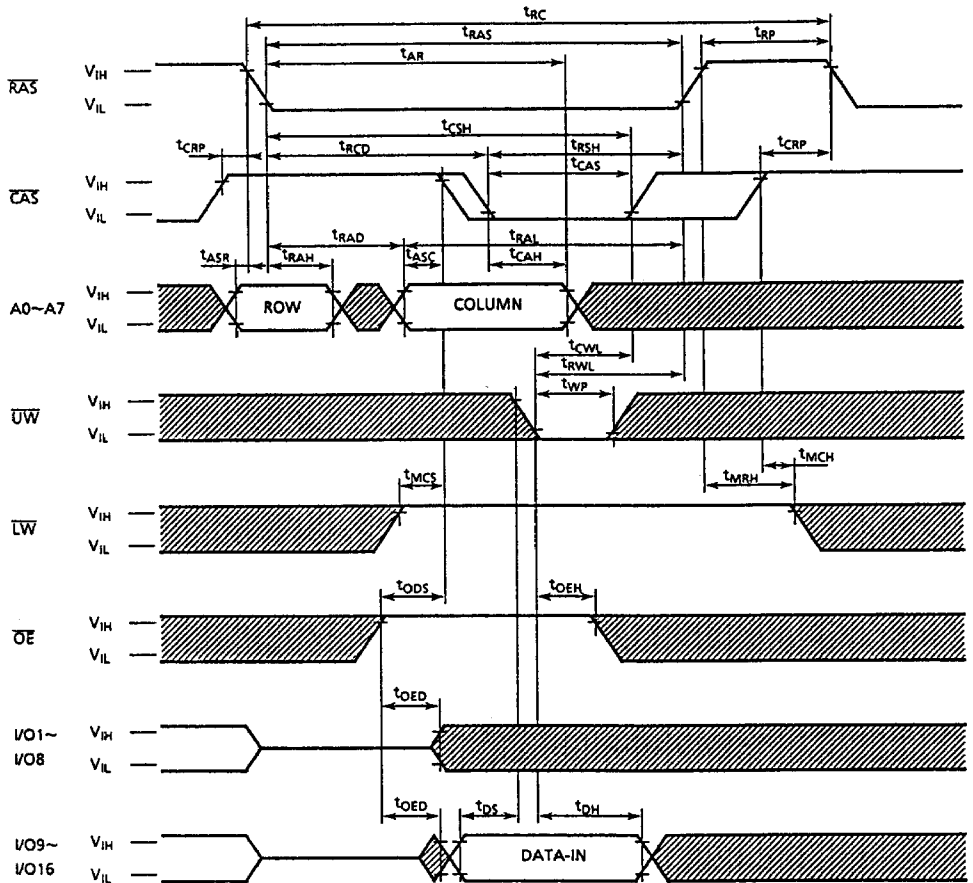 tRC
tRAS
tRP
tAR
RAS
VIH
VIL
tCSH
tCRP
tRCD
tRSH
tCRP
tCAS
CAS
VIH
VIL
tRAD
tRAL
tASR
tRAH
tASC
tCAH
A0~A7
VIH
VIL
ROW
COLUMN
tCWL
tRWL
tWP
UW
VIH
VIL
tMCH
tMCS
tMRH
LW
VIH
VIL
tODS
tOEH
OE
VIH
VIL
tOED
I/O1~
I/O8
VIH
VIL
tOED
tDS
tDH
I/O9~
I/O16
VIH
VIL
DATA-IN